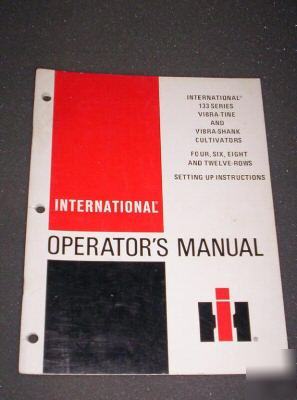 INTERNATIONAL®
133 SERIES
VIBRA-TINE
AND
VIBRA-SHANK
CULTIVATORS
FOUR, SIX, EIGHT
AND TWELVE-ROWS
SETTING UP INSTRUCTIONS
INTERNATIONAL®
OPERATOR'S MANUAL
IH®